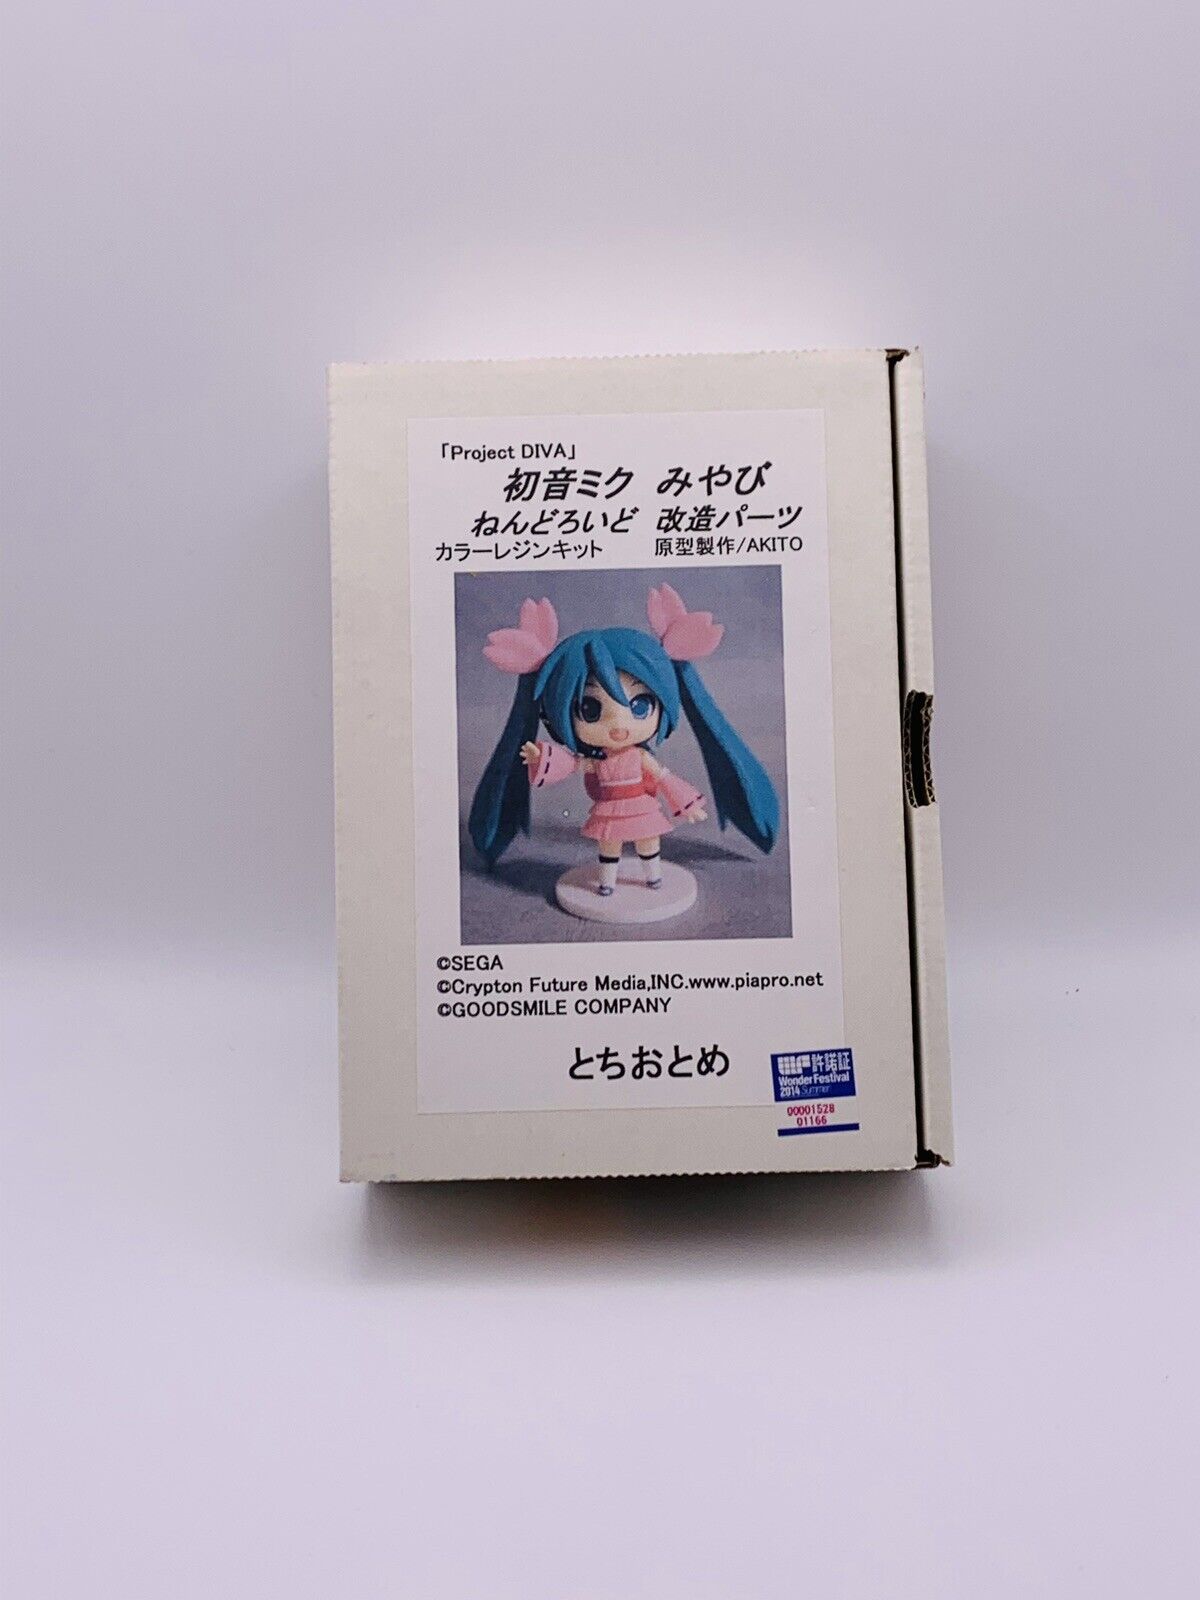 「Project DIVA」
初音ミク みやび
ねんどろいど 改造パーツ
カラーレジンキット 原型製作/AKITO
©SEGA
©Crypton Future Media,INC.www.piapro.net
©GOODSMILE COMPANY
とちおとめ
WF 許諾証
WonderFestival
2014 Summer
00001528
01166